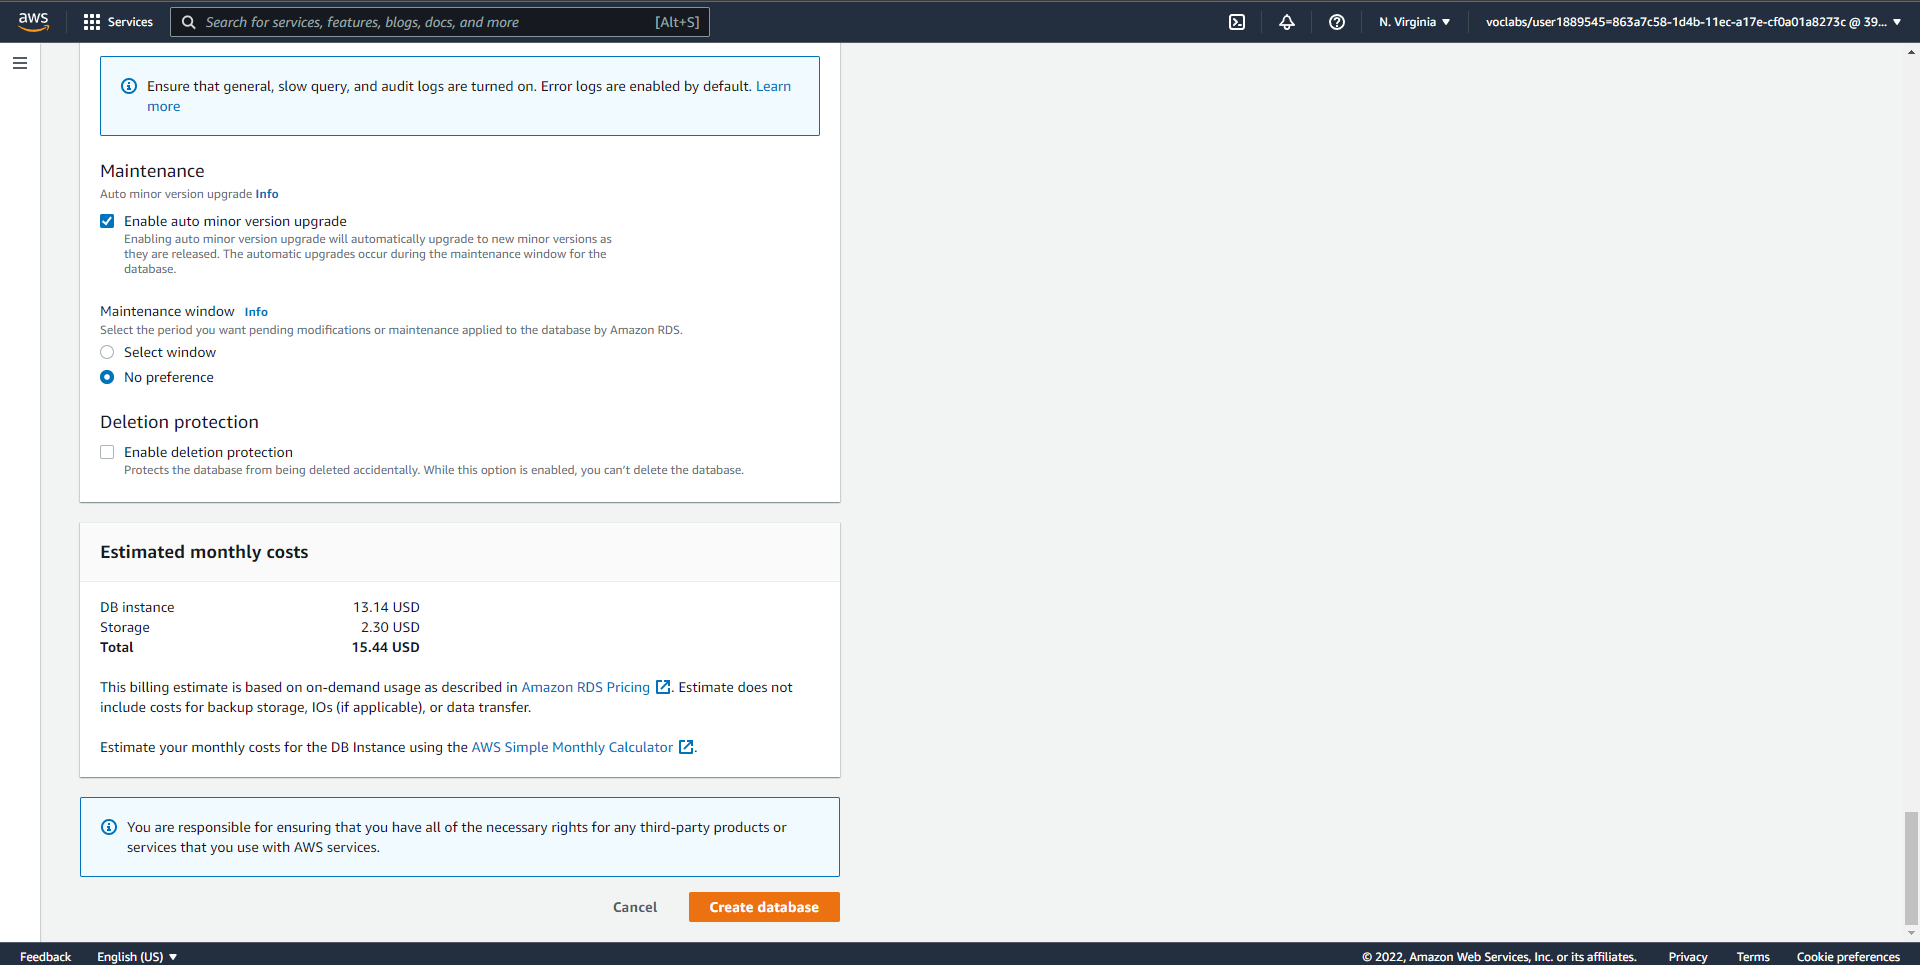 aws
Services
Search for services, features, blogs, docs, and more
[Alt+S]
N. Virginia
voclabs/user1889545=863a7c58-1d4b-11ec-a17e-cf0a01a8273c @ 39...
Ensure that general, slow query, and audit logs are turned on. Error logs are enabled by default. Learn
more
Maintenance
Auto minor version upgrade Info
Enable auto minor version upgrade
Enabling auto minor version upgrade will automatically upgrade to new minor versions as
they are released. The automatic upgrades occur during the maintenance window for the
database.
Maintenance window Info
Select the period you want pending modifications or maintenance applied to the database by Amazon RDS.
Select window
No preference
Deletion protection
Enable deletion protection
Protects the database from being deleted accidentally. While this option is enabled, you can't delete the database.
Estimated monthly costs
DB instance 13.14 USD
Storage 2.30 USD
Total 15.44 USD
This billing estimate is based on on-demand usage as described in Amazon RDS Pricing. Estimate does not
include costs for backup storage, IOs (if applicable), or data transfer.
Estimate your monthly costs for the DB Instance using the AWS Simple Monthly Calculator.
You are responsible for ensuring that you have all of the necessary rights for any third-party products or
services that you use with AWS services.
Cancel
Create database
Feedback English (US) © 2022, Amazon Web Services, Inc. or its affiliates. Privacy Terms Cookie preferences